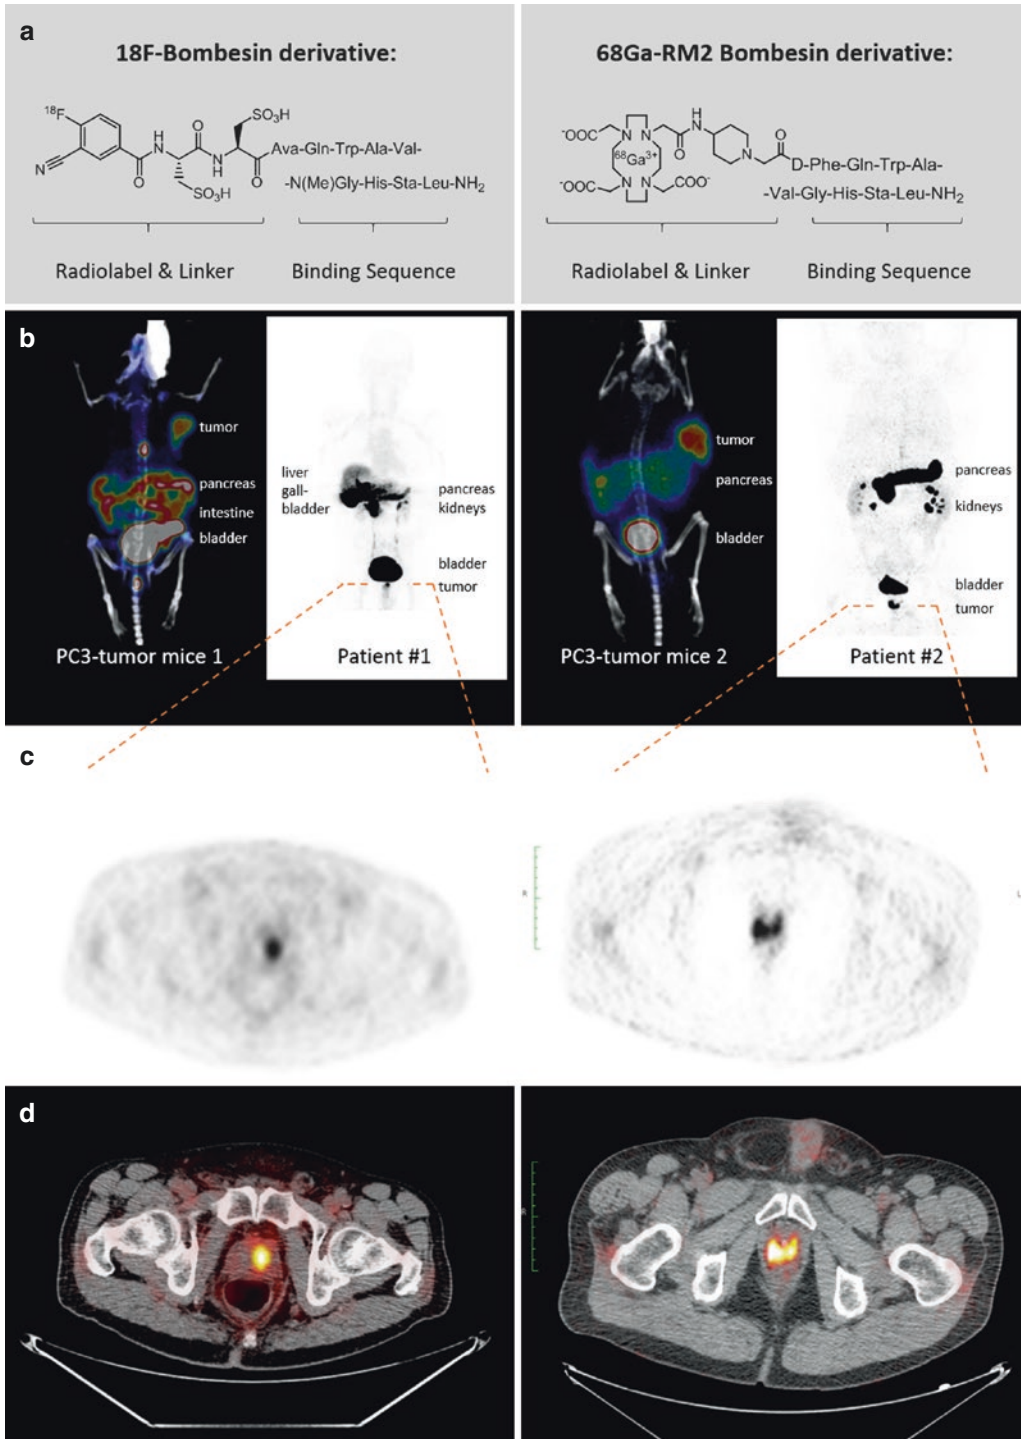 a
18F-Bombesin derivative:
18F
N
O
H
N
O
SO3H
N
H
SO3H
O
Ava-Gln-Trp-Ala-Val-
-N(Me)Gly-His-Sta-Leu-NH2
Radiolabel & Linker
Binding Sequence
68Ga-RM2 Bombesin derivative:
-OOC
N
N
68Ga3+
-OOC
N
N
COO-
O
H
N
N
O
D-Phe-Gln-Trp-Ala-
-Val-Gly-His-Sta-Leu-NH2
Radiolabel & Linker
Binding Sequence
b
tumor
pancreas
intestine
bladder
PC3-tumor mice 1
liver
gall-
bladder
pancreas
kidneys
bladder
tumor
Patient #1
tumor
pancreas
bladder
PC3-tumor mice 2
pancreas
kidneys
bladder
tumor
Patient #2
c
d